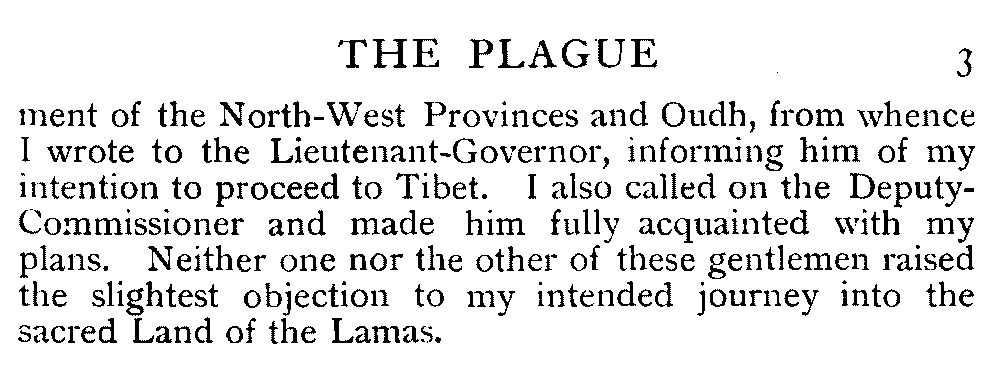 THE PLAGUE 3
ment of the North-West Provinces and Oudh, from whence
I wrote to the Lieutenant-Governor, informing him of my
intention to proceed to Tibet. I also called on the Deputy-
Commissioner and made him fully acquainted with my
plans. Neither one nor the other of these gentlemen raised
the slightest objection to my intended journey into the
sacred Land of the Lamas.